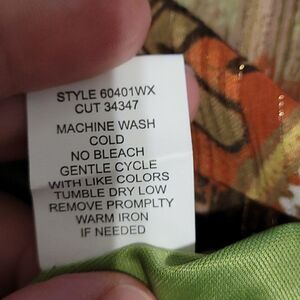 STYLE 60401WX
CUT 34347
MACHINE WASH
COLD
NO BLEACH
GENTLE CYCLE
WITH LIKE COLORS
TUMBLE DRY LOW
REMOVE PROMPLTY
WARM IRON
IF NEEDED